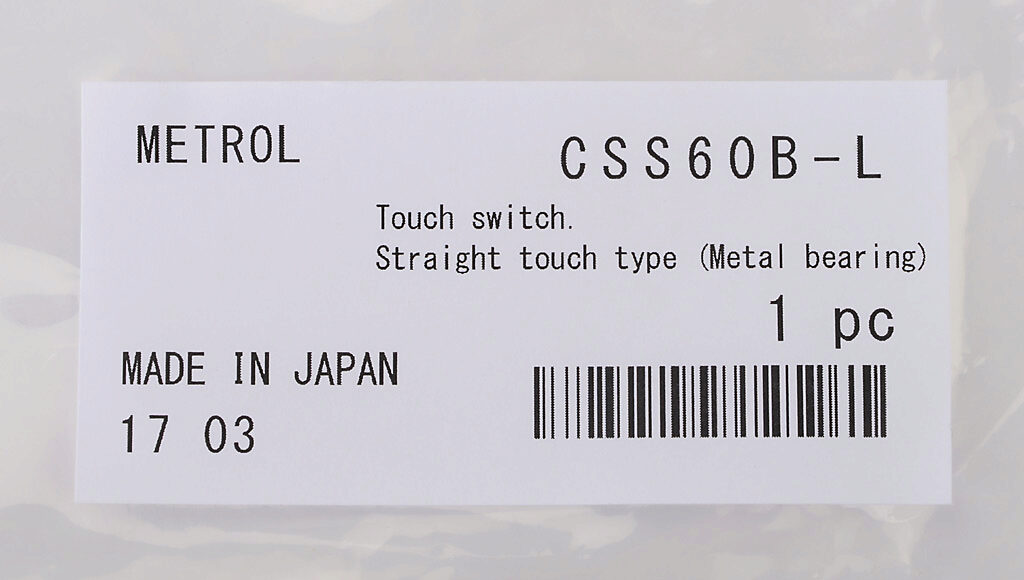 METROL
CSS60B-L
Touch switch.
Straight touch type (Metal bearing)
1 pc
MADE IN JAPAN
17 03